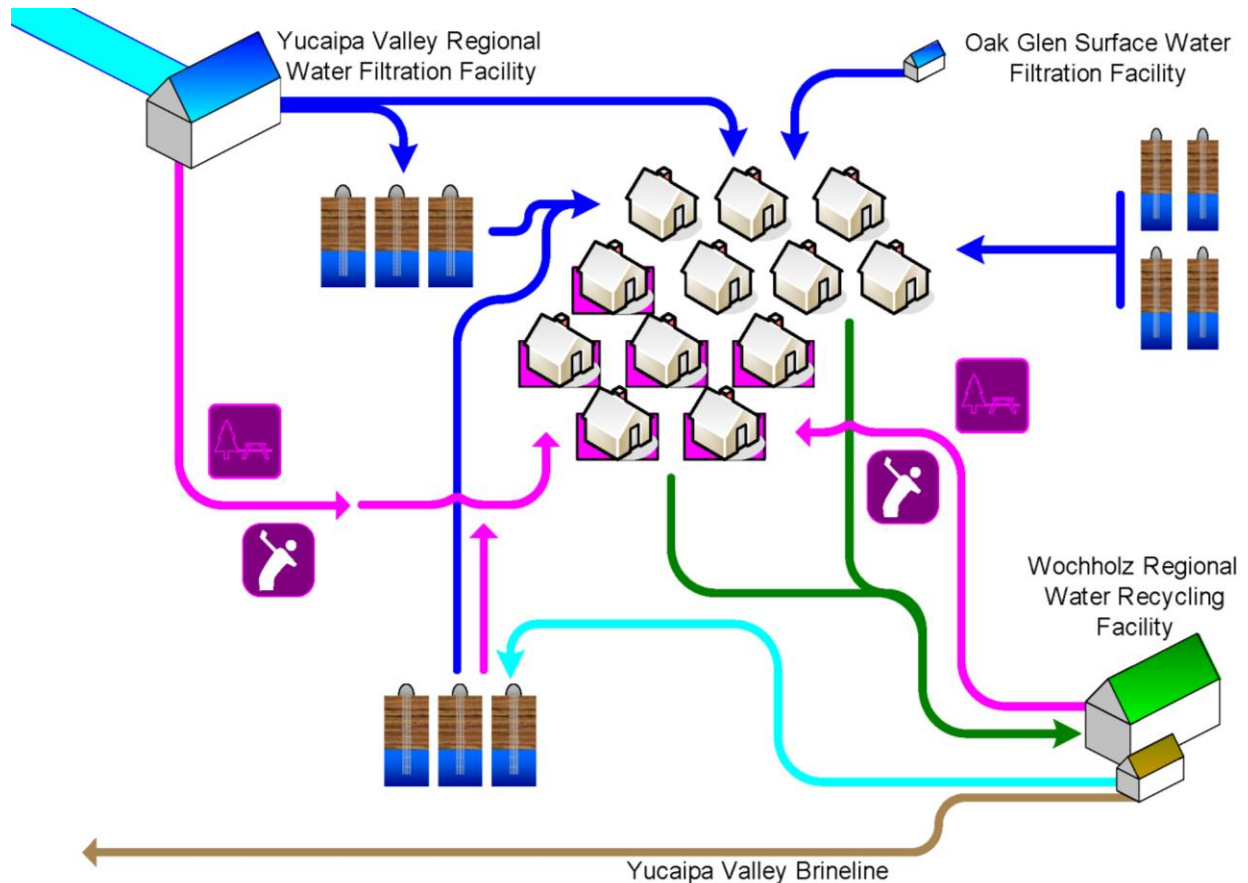 Yucaipa Valley Regional
Water Filtration Facility
Oak Glen Surface Water
Filtration Facility
Wochholz Regional
Water Recycling
Facility
Yucaipa Valley Brineline